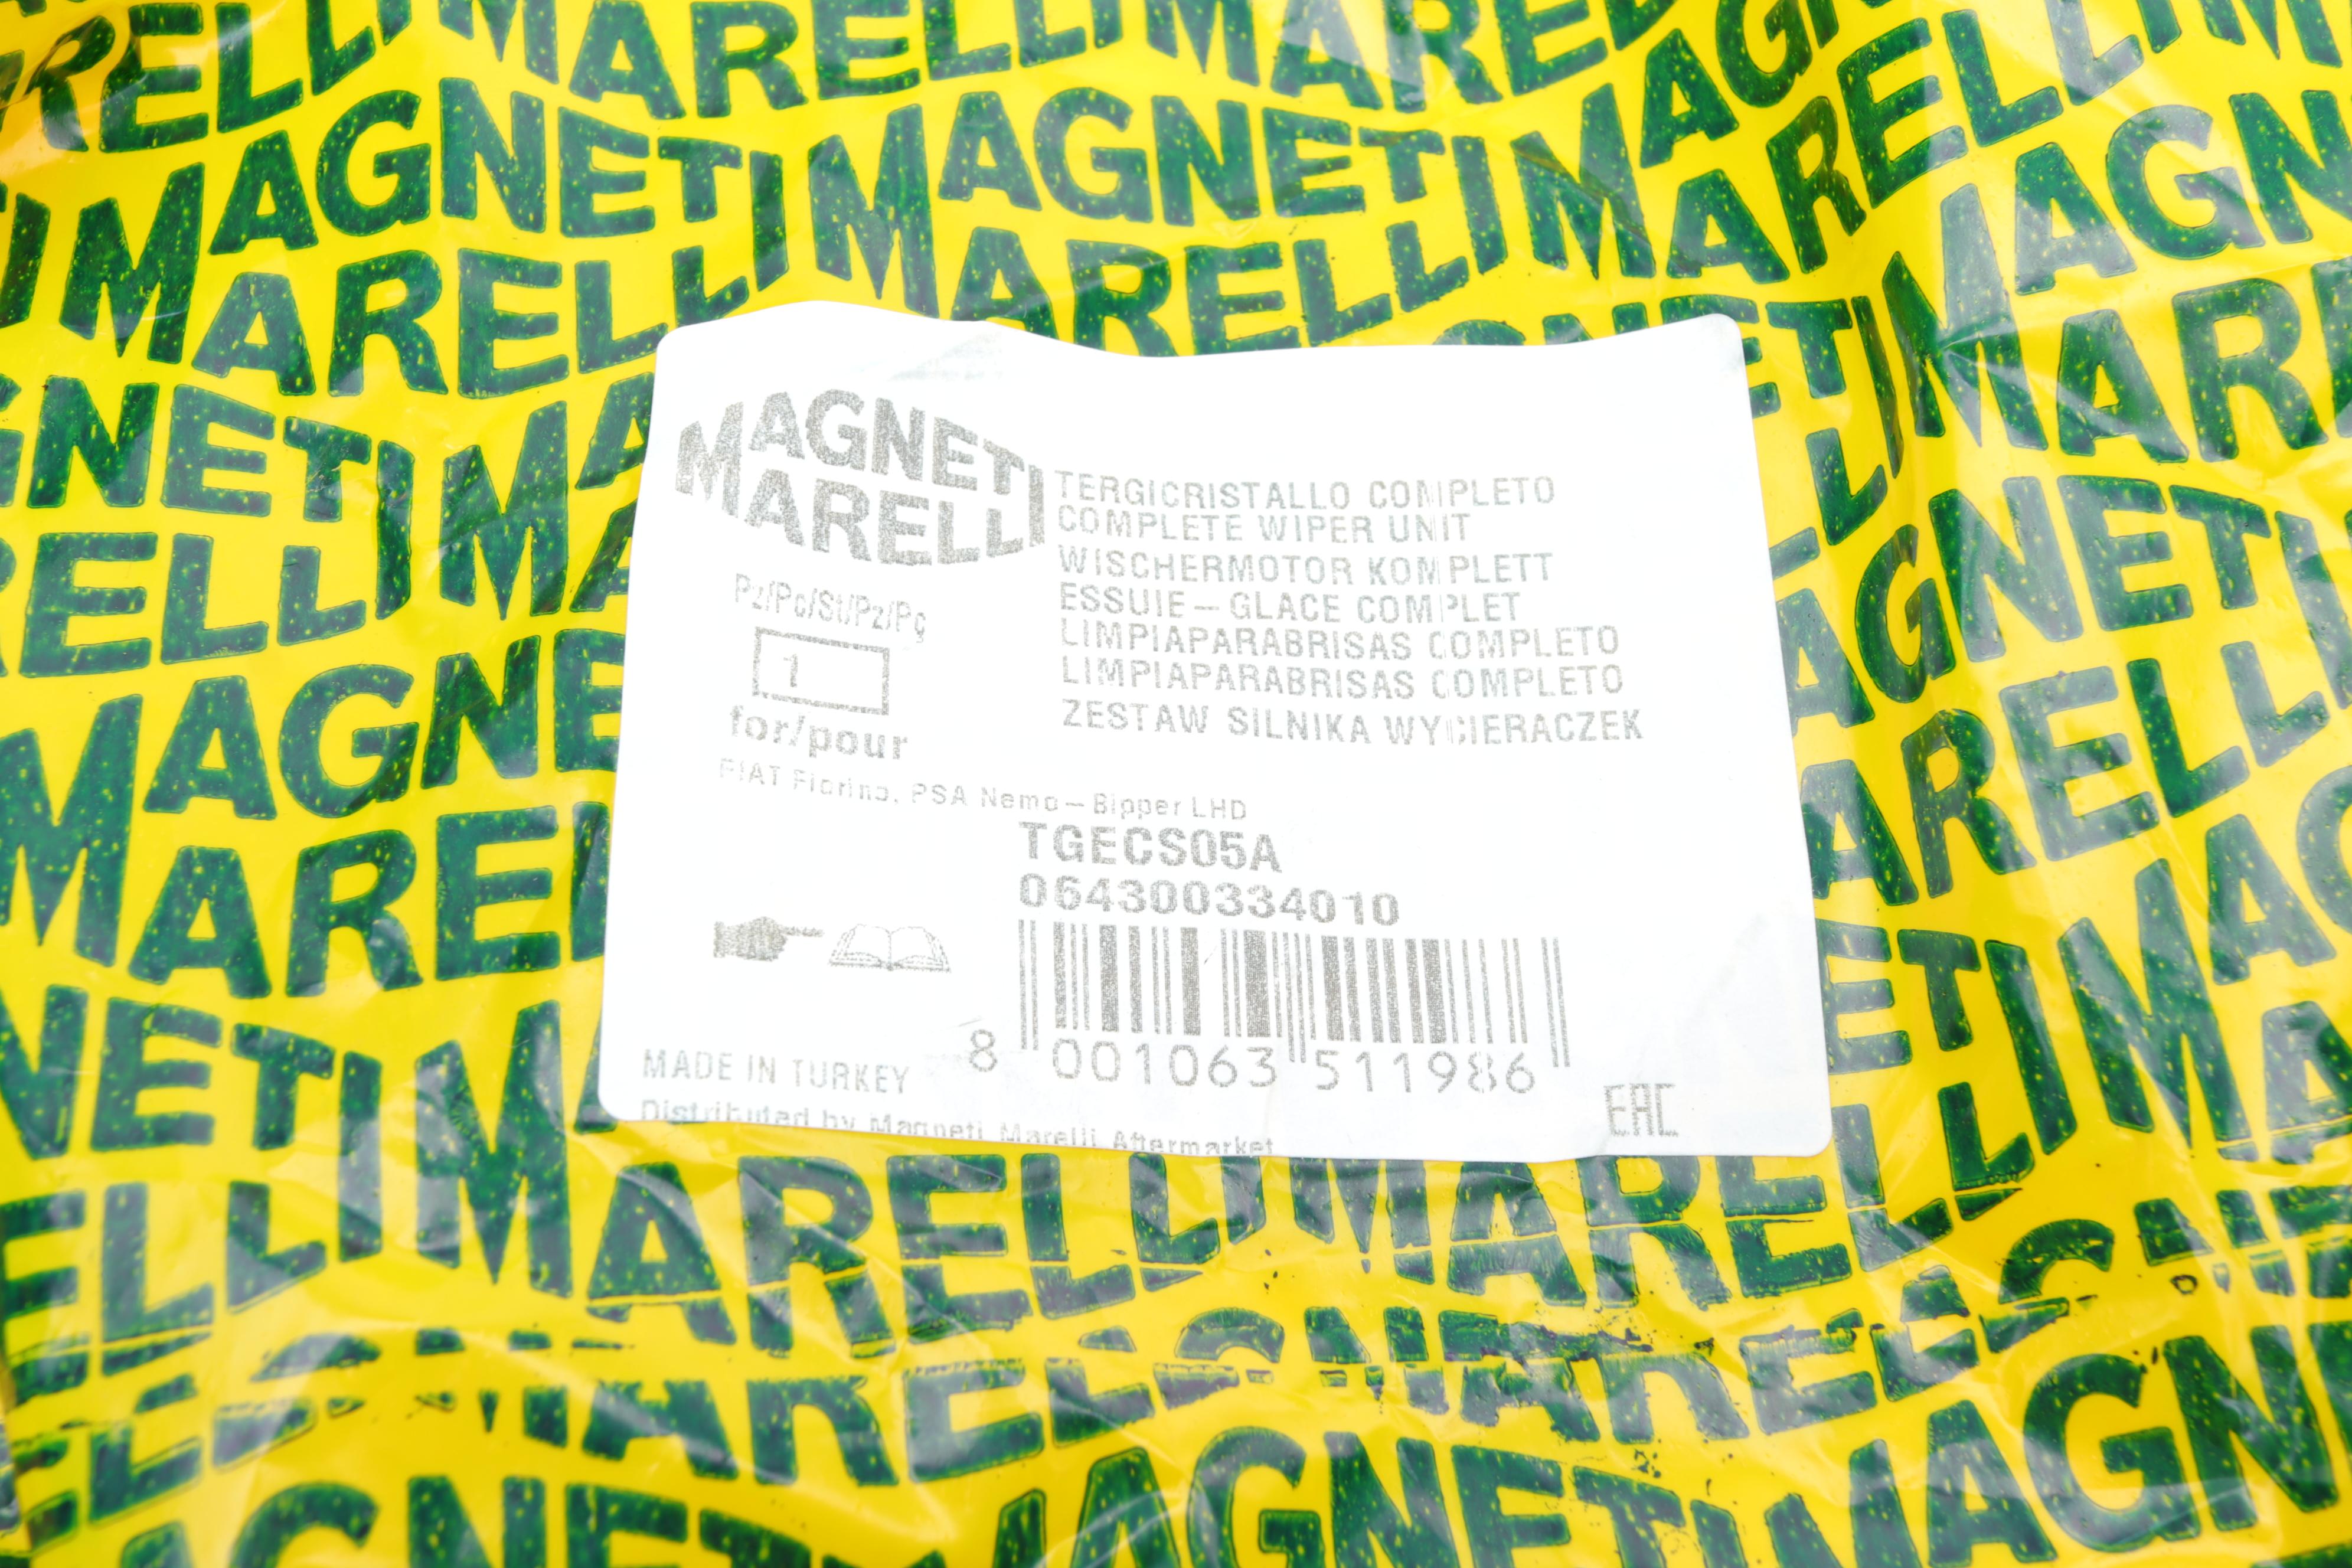 MAGNETI
MARELLI
TERGICRISTALLO COMPLETO
COMPLETE WIPER UNIT
WISCHERMOTOR KOMPLETT
ESSUIE-GLACE COMPLET
LIMPIAPARABRISAS COMPLETO
LIMPIAPARABRISAS COMPLETO
ZESTAW SILNIKA WYCIERACZEK
Pz/Pc/St/Pz/Pç
1
for/pour
FIAT Fiorino, PSA Nemo-Bipper LHD
TGECS05A
064300334010
8 001063 511986
MADE IN TURKEY
Distributed by Magneti Marelli Aftermarket
EAC